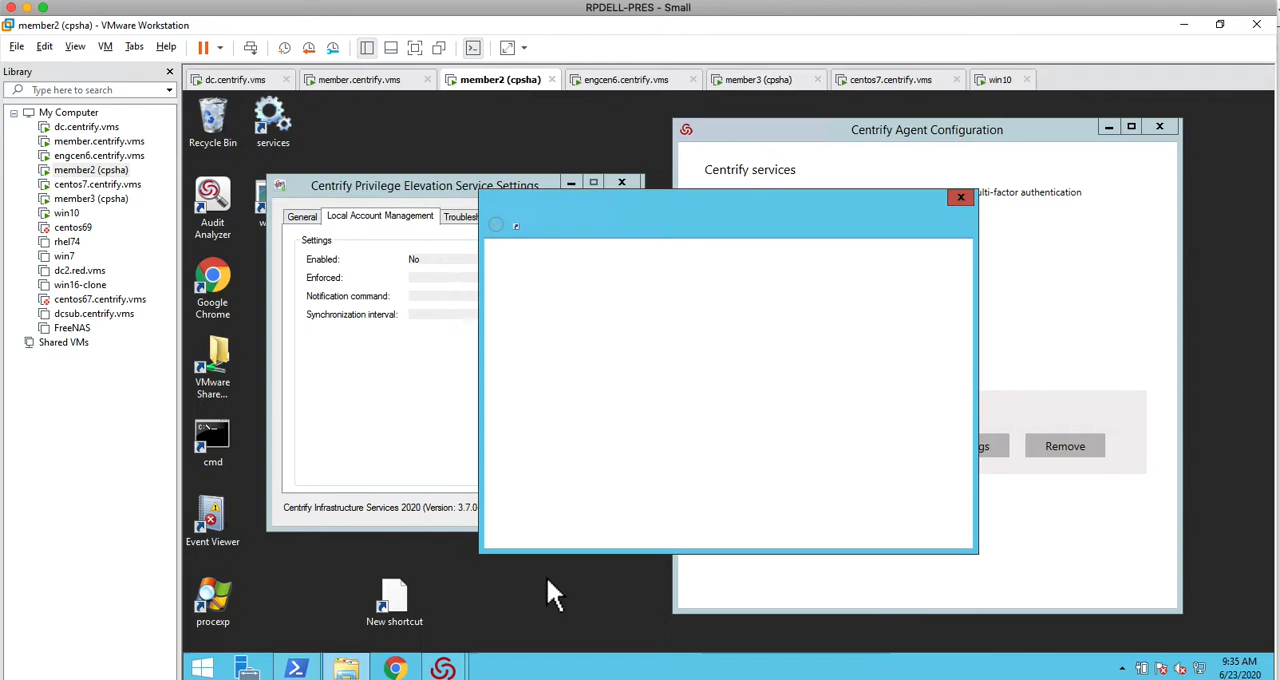 RPDELL-PRES - Small
member2 (cpsha) - VMware Workstation
File Edit View VM Tabs Help
Library
Type here to search
My Computer
dc.centrify.vms
member.centrify.vms
engcen6.centrify.vms
member2 (cpsha)
centos7.centrify.vms
member3 (cpsha)
win10
centos69
rhel74
win7
dc2.red.vms
win16-clone
centos67.centrify.vms
dcsub.centrify.vms
FreeNAS
Shared VMs
dc.centrify.vms member.centrify.vms member2 (cpsha) engcen6.centrify.vms member3 (cpsha) centos7.centrify.vms win10
Recycle Bin
services
Audit
Analyzer
w
Google
Chrome
VMware
Share...
cmd
Event Viewer
procexp
New shortcut
Centrify Privilege Elevation Service Settings
General Local Account Management Troublesh
Settings
Enabled: No
Enforced:
Notification command:
Synchronization interval:
Centrify Infrastructure Services 2020 (Version: 3.7.0
Centrify Agent Configuration
Centrify services
ulti-factor authentication
gs
Remove
9:35 AM
6/23/2020